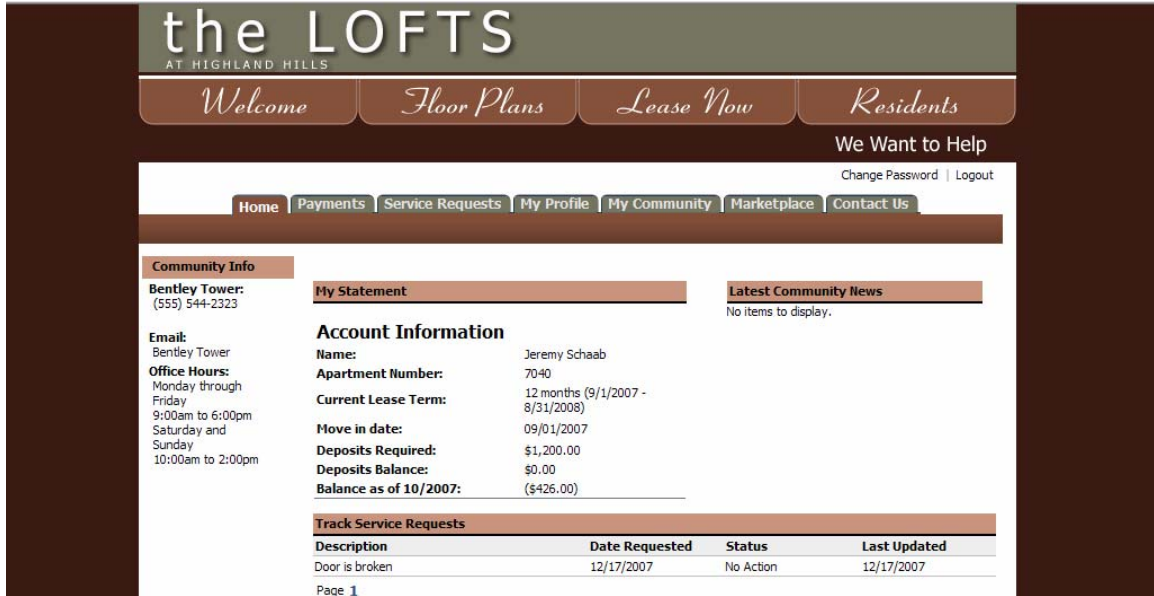 the LOFTS
AT HIGHLAND HILLS
Welcome Floor Plans Lease Now Residents
We Want to Help
Change Password | Logout
Home Payments Service Requests My Profile My Community Marketplace Contact Us
Community Info
Bentley Tower:
(555) 544-2323
Email:
Bentley Tower
Office Hours:
Monday through
Friday
9:00am to 6:00pm
Saturday and
Sunday
10:00am to 2:00pm
My Statement
Account Information
Name: Jeremy Schaab
Apartment Number: 7040
Current Lease Term: 12 months (9/1/2007 -
8/31/2008)
Move in date: 09/01/2007
Deposits Required: $1,200.00
Deposits Balance: $0.00
Balance as of 10/2007: ($426.00)
Latest Community News
No items to display.
Track Service Requests
Description Date Requested Status Last Updated
Door is broken 12/17/2007 No Action 12/17/2007
Page 1